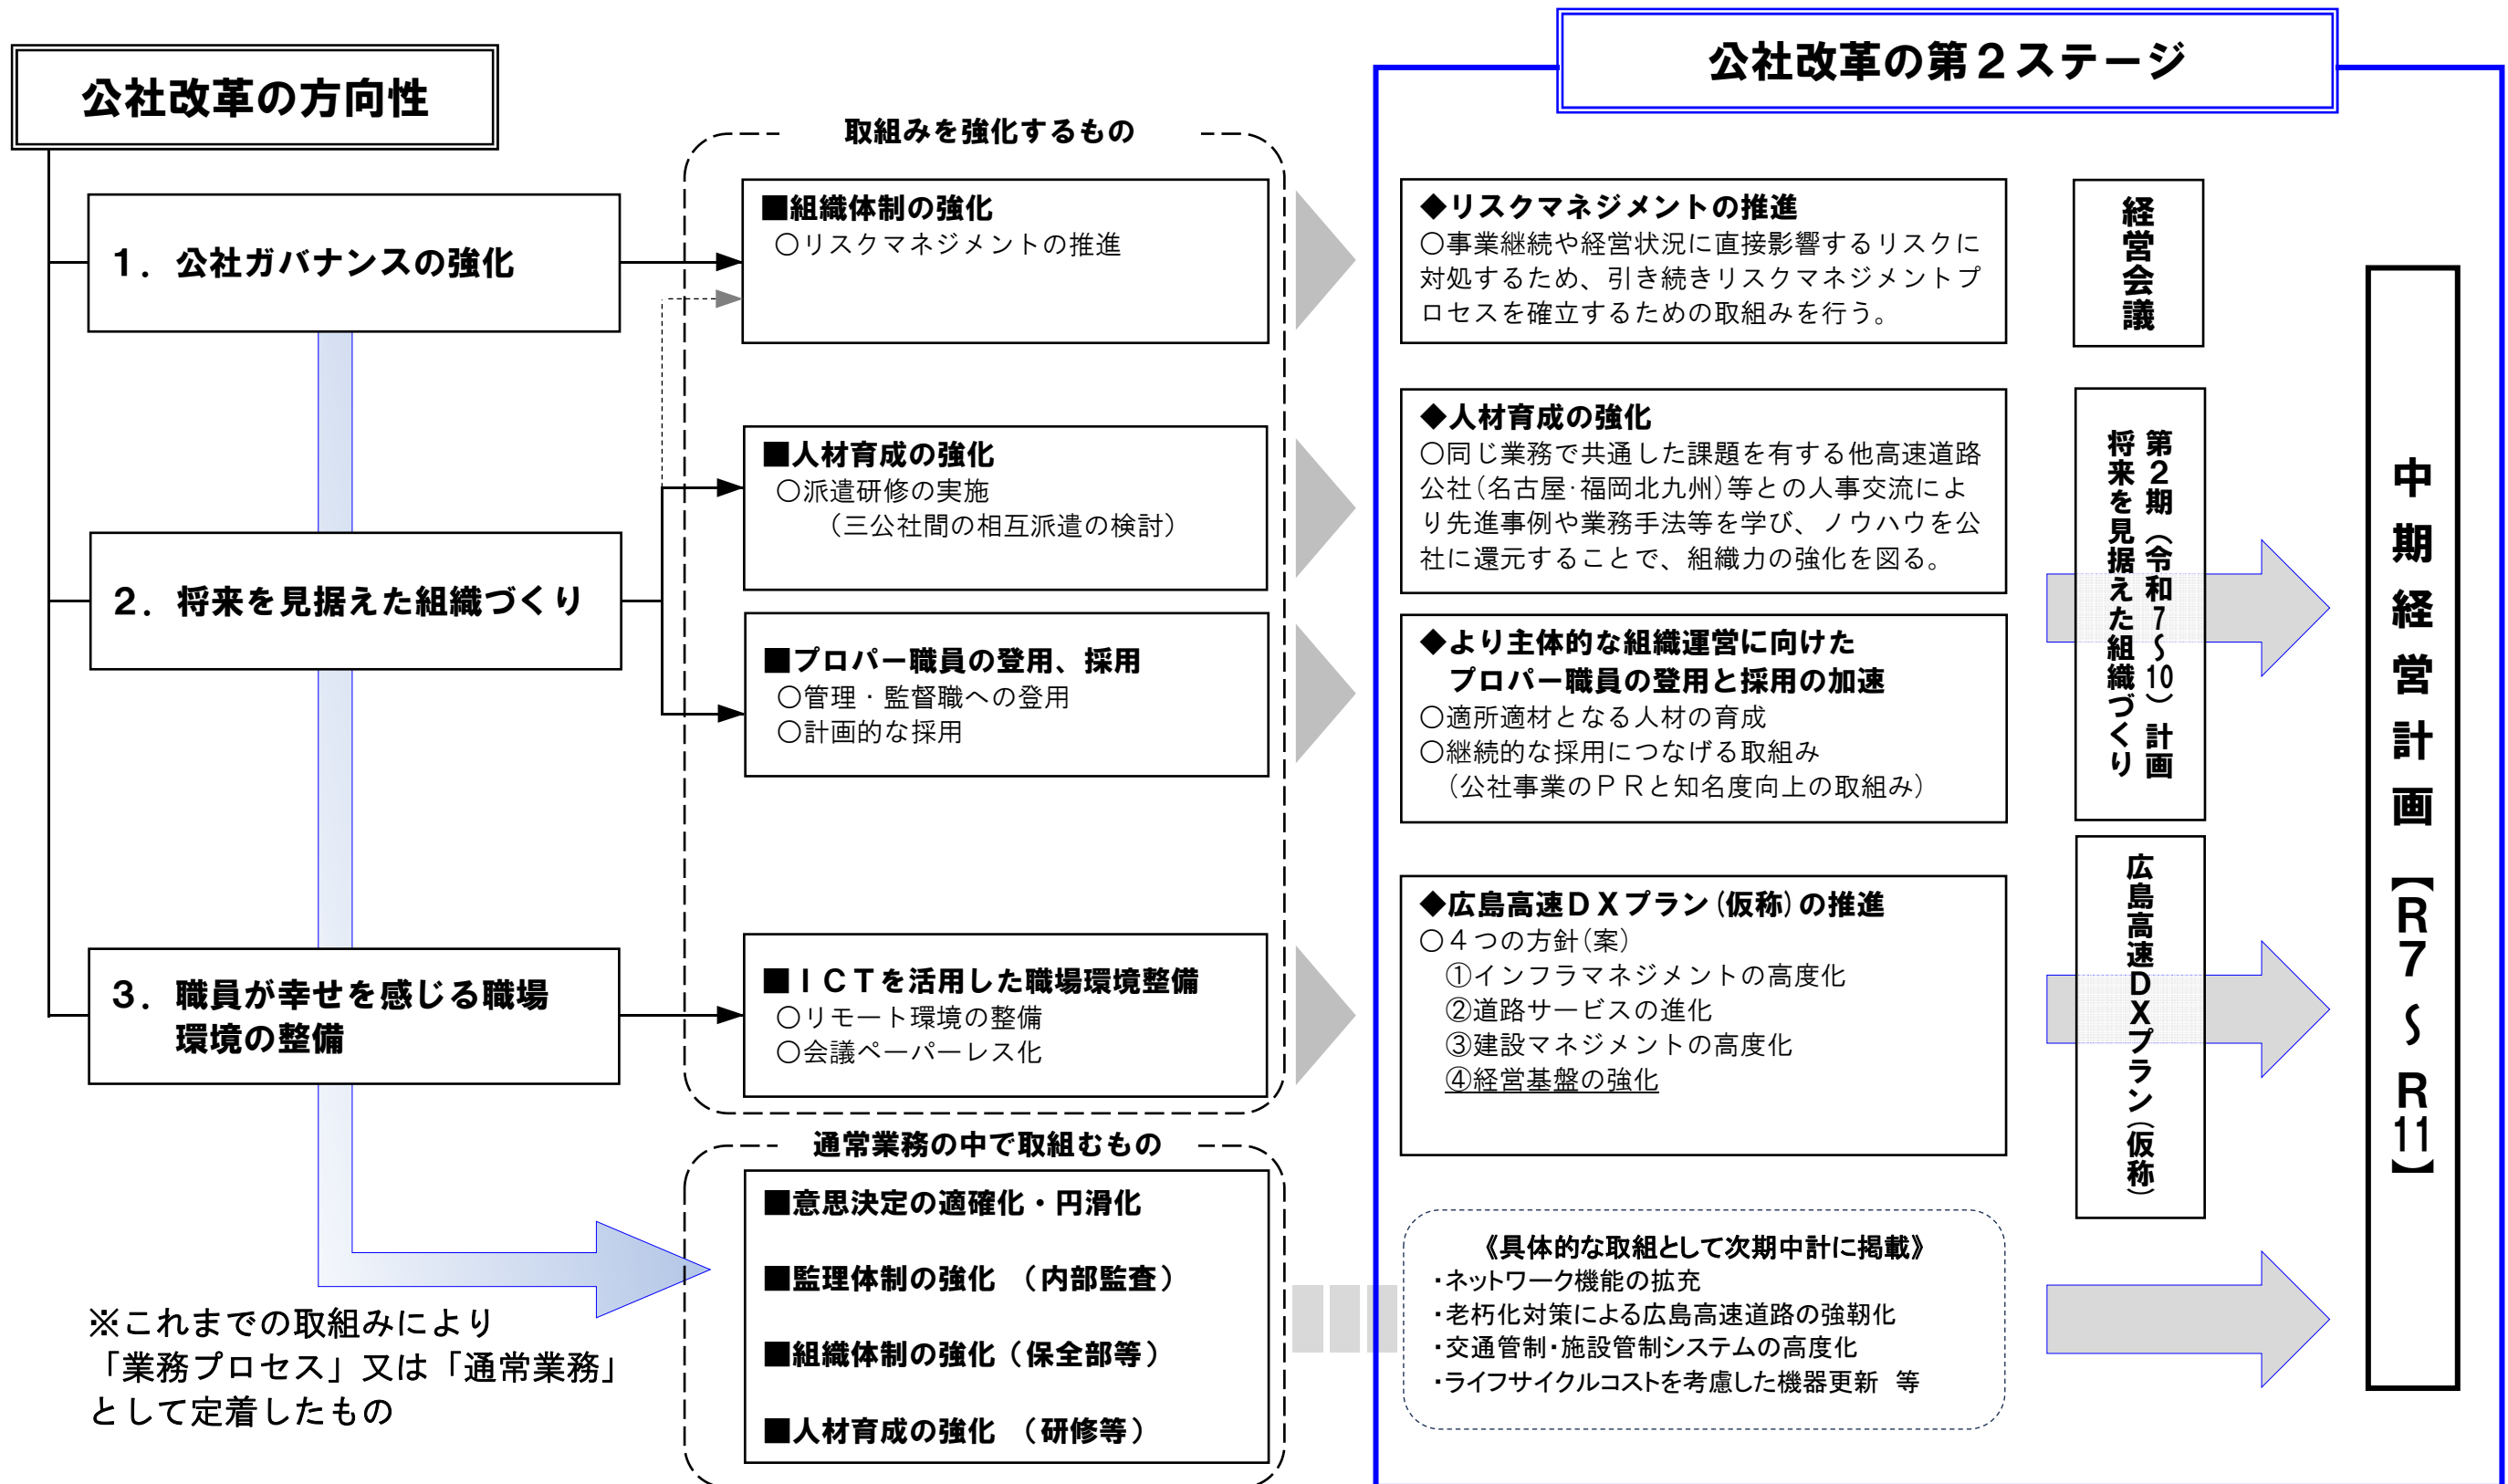 公社改革の方向性
1．公社ガバナンスの強化
2．将来を見据えた組織づくり
3．職員が幸せを感じる職場
環境の整備
※これまでの取組みにより
「業務プロセス」又は「通常業務」
として定着したもの
取組みを強化するもの
■組織体制の強化
○リスクマネジメントの推進
■人材育成の強化
○派遣研修の実施
（三公社間の相互派遣の検討）
■プロパー職員の登用、採用
○管理・監督職への登用
○計画的な採用
■ＩＣＴを活用した職場環境整備
○リモート環境の整備
○会議ペーパーレス化
通常業務の中で取組むもの
■意思決定の適確化・円滑化
■監理体制の強化　（内部監査）
■組織体制の強化（保全部等）
■人材育成の強化　（研修等）
公社改革の第２ステージ
◆リスクマネジメントの推進
○事業継続や経営状況に直接影響するリスクに
対処するため、引き続きリスクマネジメントプ
ロセスを確立するための取組みを行う。
◆人材育成の強化
○同じ業務で共通した課題を有する他高速道路
公社(名古屋･福岡北九州)等との人事交流によ
り先進事例や業務手法等を学び、ノウハウを公
社に還元することで、組織力の強化を図る。
◆より主体的な組織運営に向けた
プロパー職員の登用と採用の加速
○適所適材となる人材の育成
○継続的な採用につなげる取組み
（公社事業のＰＲと知名度向上の取組み）
◆広島高速ＤＸプラン(仮称)の推進
○４つの方針(案)
①インフラマネジメントの高度化
②道路サービスの進化
③建設マネジメントの高度化
④経営基盤の強化
《具体的な取組として次期中計に掲載》
・ネットワーク機能の拡充
・老朽化対策による広島高速道路の強靭化
・交通管制・施設管制システムの高度化
・ライフサイクルコストを考慮した機器更新　等
経営会議
第２期（令和７～10）計画
将来を見据えた組織づくり
広島高速ＤＸプラン（仮称）
中期経営計画【Ｒ７～Ｒ11】